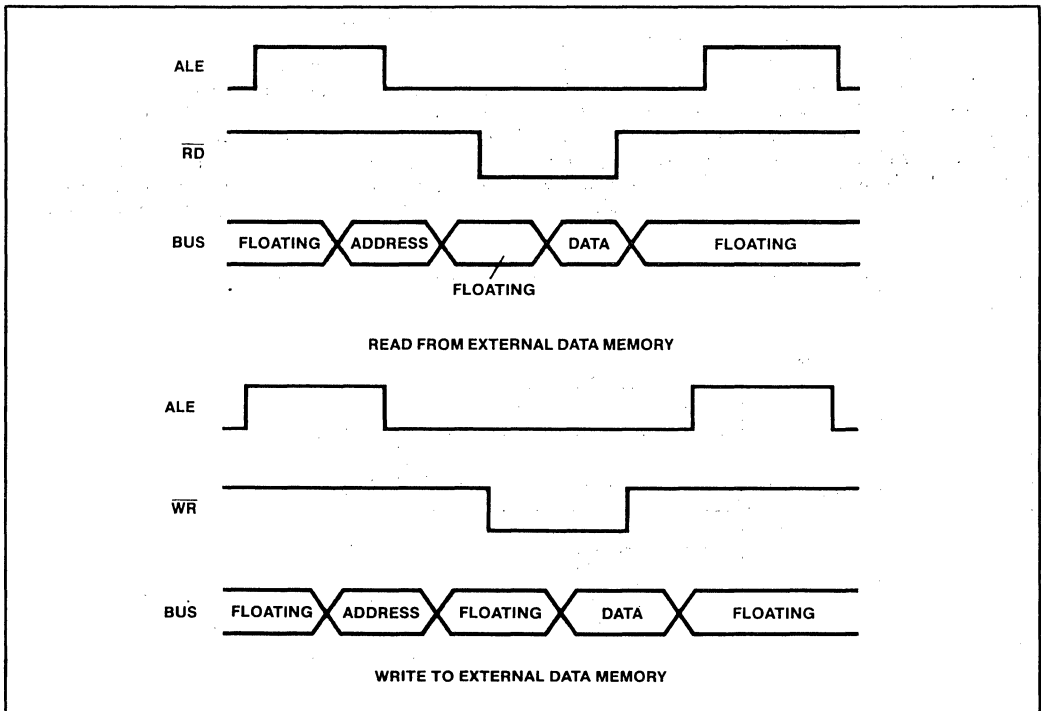 ALE
RD
BUS FLOATING ADDRESS DATA FLOATING
FLOATING
READ FROM EXTERNAL DATA MEMORY
ALE
WR
BUS FLOATING ADDRESS FLOATING DATA FLOATING
WRITE TO EXTERNAL DATA MEMORY